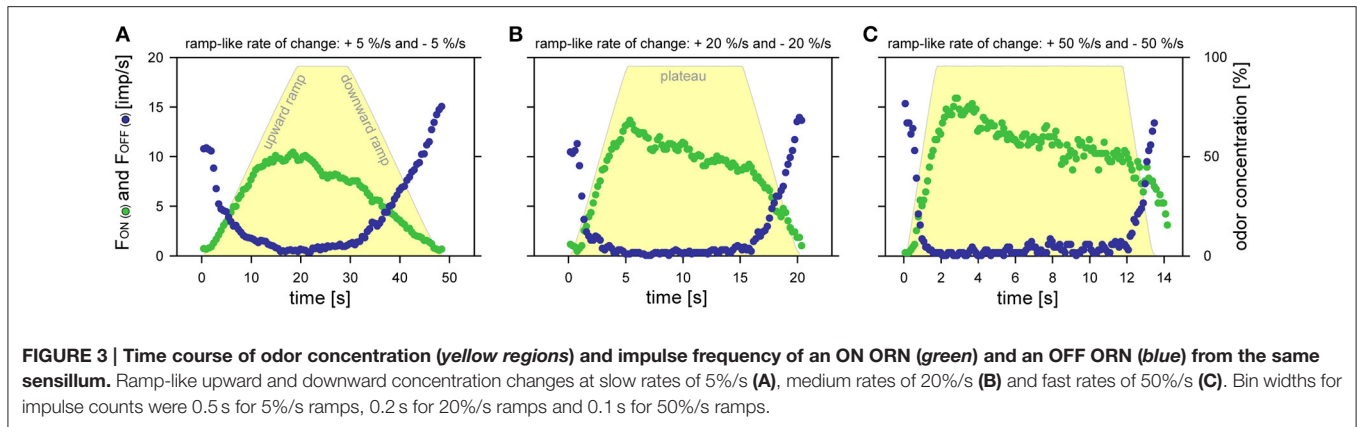 A
ramp-like rate of change: + 5 %/s and - 5 %/s
B
ramp-like rate of change: + 20 %/s and - 20 %/s
C
ramp-like rate of change: + 50 %/s and - 50 %/s
FON (●) and FOFF (●) [imp/s]
20
15
10
5
0
upward ramp
downward ramp
0 10 20 30 40 50
time [s]
plateau
0 5 10 15 20
time [s]
0 2 4 6 8 10 12 14
time [s]
100
50
0
odor concentration [%]
FIGURE 3 | Time course of odor concentration (yellow regions) and impulse frequency of an ON ORN (green) and an OFF ORN (blue) from the same
sensillum. Ramp-like upward and downward concentration changes at slow rates of 5%/s (A), medium rates of 20%/s (B) and fast rates of 50%/s (C). Bin widths for
impulse counts were 0.5 s for 5%/s ramps, 0.2 s for 20%/s ramps and 0.1 s for 50%/s ramps.